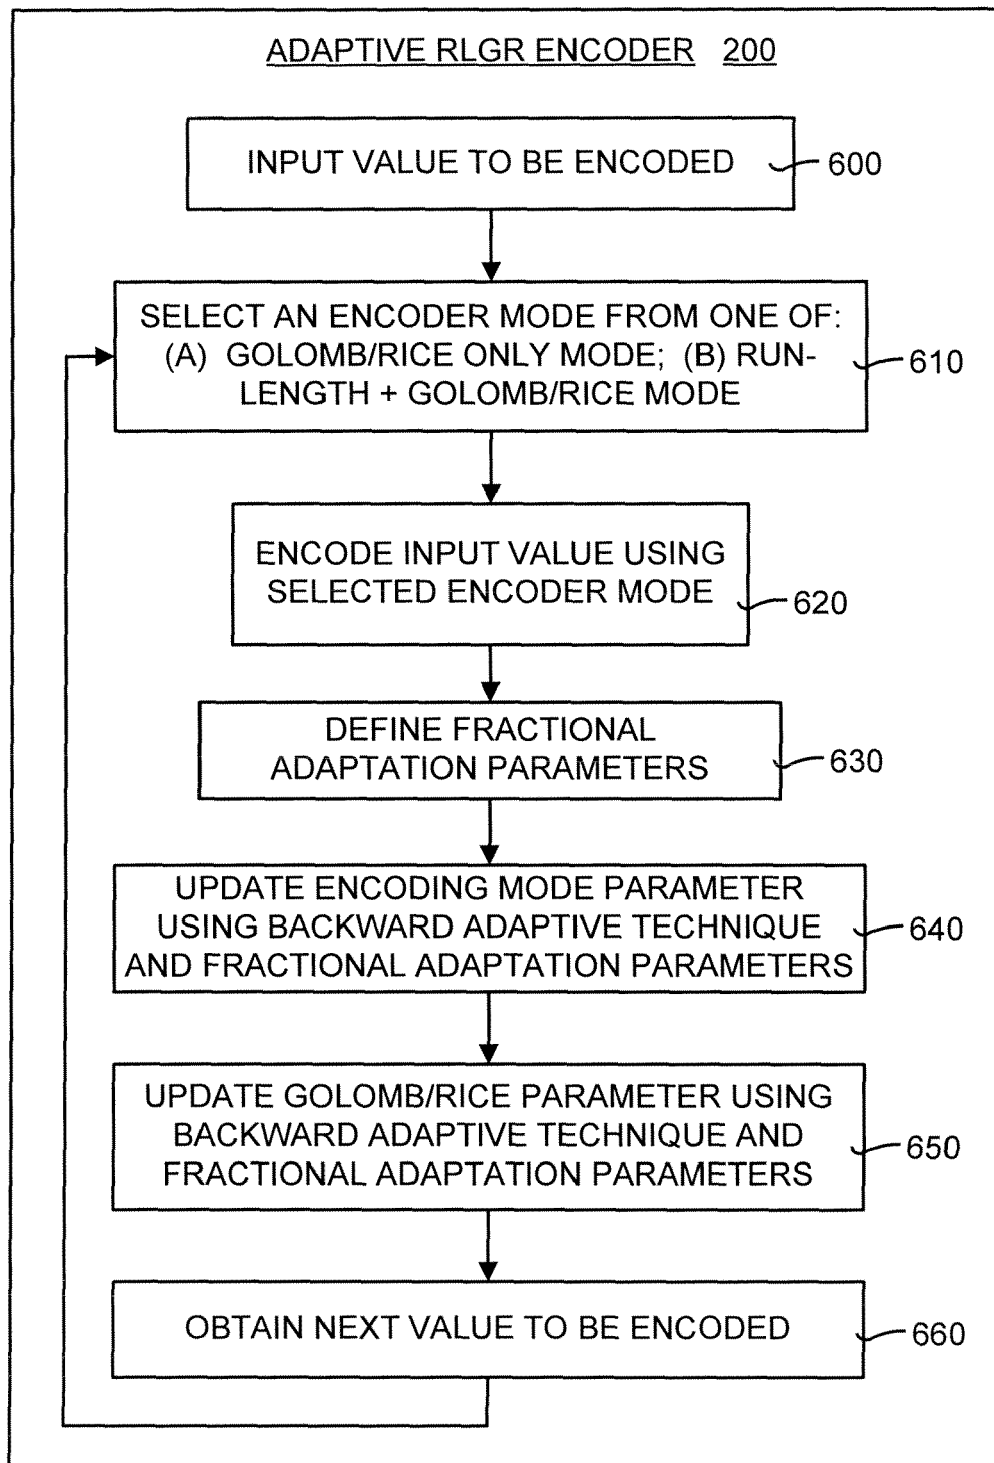 ADAPTIVE RLGR ENCODER 200
INPUT VALUE TO BE ENCODED
600
SELECT AN ENCODER MODE FROM ONE OF:
(A) GOLOMB/RICE ONLY MODE; (B) RUN-
LENGTH + GOLOMB/RICE MODE
610
ENCODE INPUT VALUE USING
SELECTED ENCODER MODE
620
DEFINE FRACTIONAL
ADAPTATION PARAMETERS
630
UPDATE ENCODING MODE PARAMETER
USING BACKWARD ADAPTIVE TECHNIQUE
AND FRACTIONAL ADAPTATION PARAMETERS
640
UPDATE GOLOMB/RICE PARAMETER USING
BACKWARD ADAPTIVE TECHNIQUE AND
FRACTIONAL ADAPTATION PARAMETERS
650
OBTAIN NEXT VALUE TO BE ENCODED
660